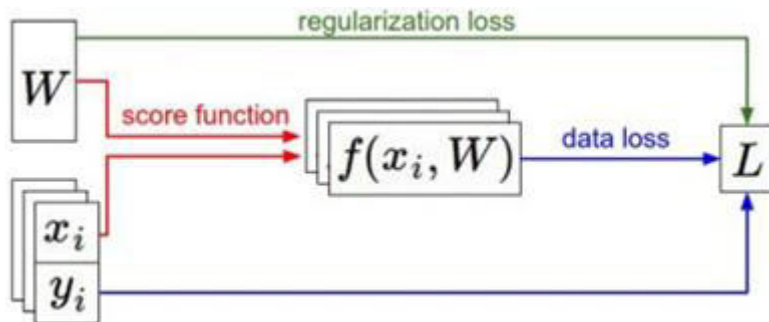 regularization loss
W
score function
f(x_i, W)
data loss
L
x_i
y_i